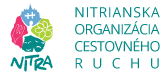 NITRA
NITRIANSKA
ORGANIZÁCIA
CESTOVNÉHO
RUCHU